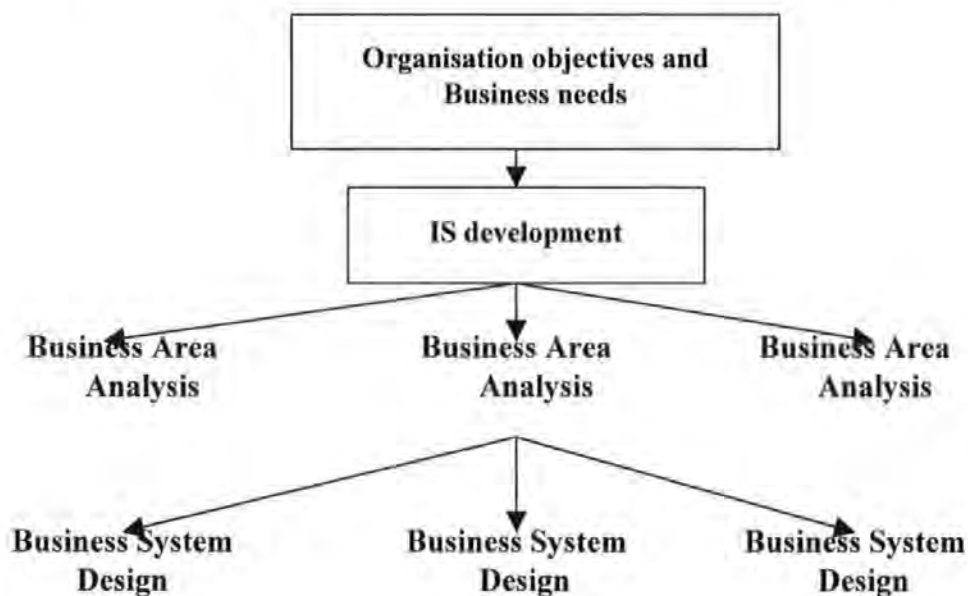 Organisation objectives and
Business needs
IS development
Business Area
Analysis
Business Area
Analysis
Business Area
Analysis
Business System
Design
Business System
Design
Business System
Design